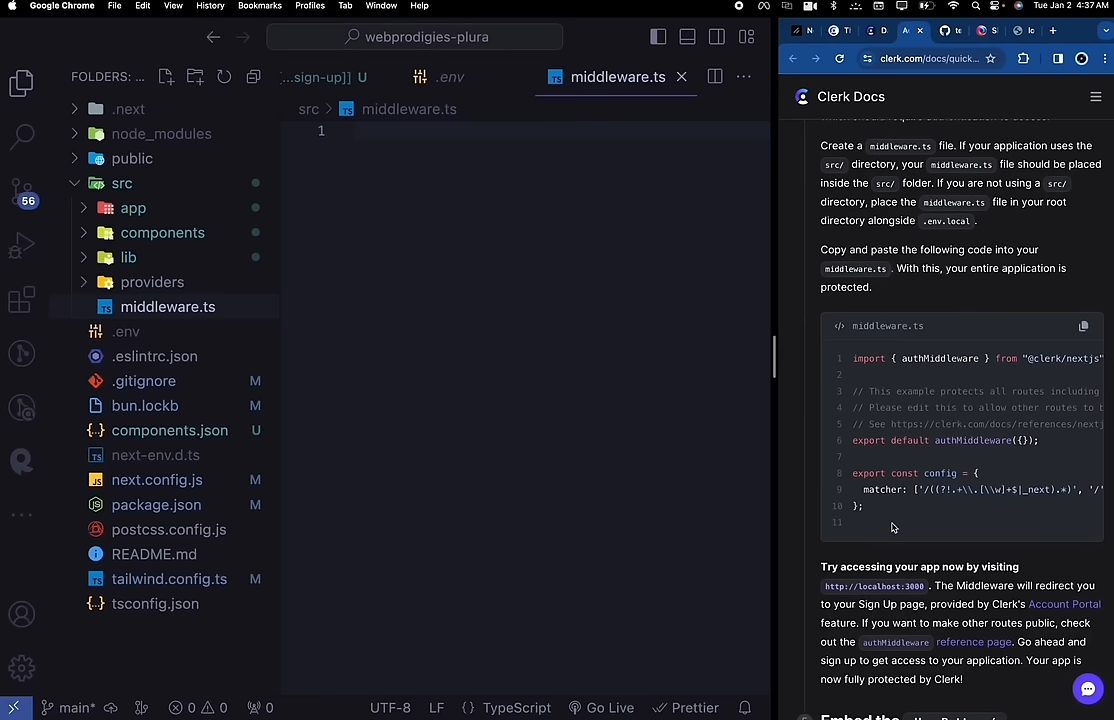 Google Chrome File Edit View History Bookmarks Profiles Tab Window Help Tue Jan 2 4:37 AM
webprodigies-plura
FOLDERS: ...
...sign-up]] U
.env
middleware.ts
src > middleware.ts
1
.next
node_modules
public
src
app
components
lib
providers
middleware.ts
.env
.eslintrc.json
.gitignore M
bun.lockb M
components.json U
next-env.d.ts
next.config.js M
package.json M
postcss.config.js
README.md
tailwind.config.ts M
tsconfig.json
56
main* 0 0 0 UTF-8 LF {} TypeScript Go Live Prettier
clerk.com/docs/quick...
Clerk Docs
Create a middleware.ts file. If your application uses the
src/ directory, your middleware.ts file should be placed
inside the src/ folder. If you are not using a src/
directory, place the middleware.ts file in your root
directory alongside .env.local .
Copy and paste the following code into your
middleware.ts . With this, your entire application is
protected.
middleware.ts
1 import { authMiddleware } from "@clerk/nextjs"
2
3 // This example protects all routes including
4 // Please edit this to allow other routes to b
5 // See https://clerk.com/docs/references/nextj
6 export default authMiddleware({});
7
8 export const config = {
9 matcher: ['/((?!.+\\.[\\w]+$|_next).*)', '/'
10 };
11
Try accessing your app now by visiting
http://localhost:3000 . The Middleware will redirect you
to your Sign Up page, provided by Clerk's Account Portal
feature. If you want to make other routes public, check
out the authMiddleware reference page. Go ahead and
sign up to get access to your application. Your app is
now fully protected by Clerk!
Embed the